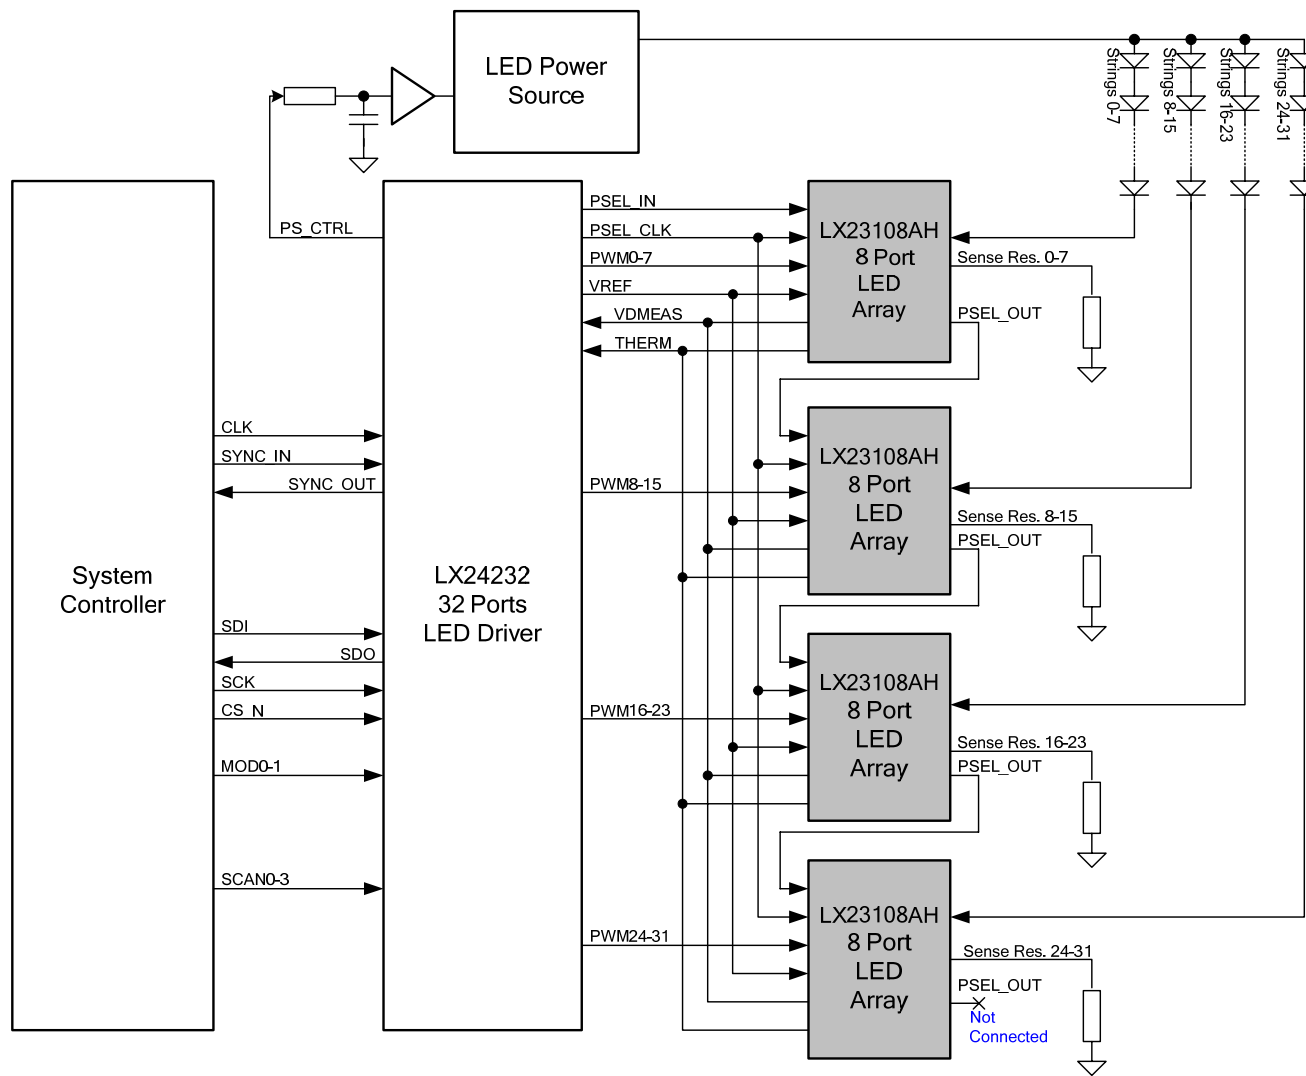 LED Power
Source
Strings 0-7
Strings 8-15
Strings 16-23
Strings 24-31
PS_CTRL
PSEL_IN
PSEL_CLK
PWM0-7
VREF
VDMEAS
THERM
LX23108AH
8 Port
LED
Array
Sense Res. 0-7
PSEL_OUT
CLK
SYNC_IN
SYNC_OUT
PWM8-15
LX23108AH
8 Port
LED
Array
Sense Res. 8-15
PSEL_OUT
System
Controller
LX24232
32 Ports
LED Driver
SDI
SDO
SCK
CS_N
MOD0-1
SCAN0-3
PWM16-23
LX23108AH
8 Port
LED
Array
Sense Res. 16-23
PSEL_OUT
PWM24-31
LX23108AH
8 Port
LED
Array
Sense Res. 24-31
PSEL_OUT
Not
Connected